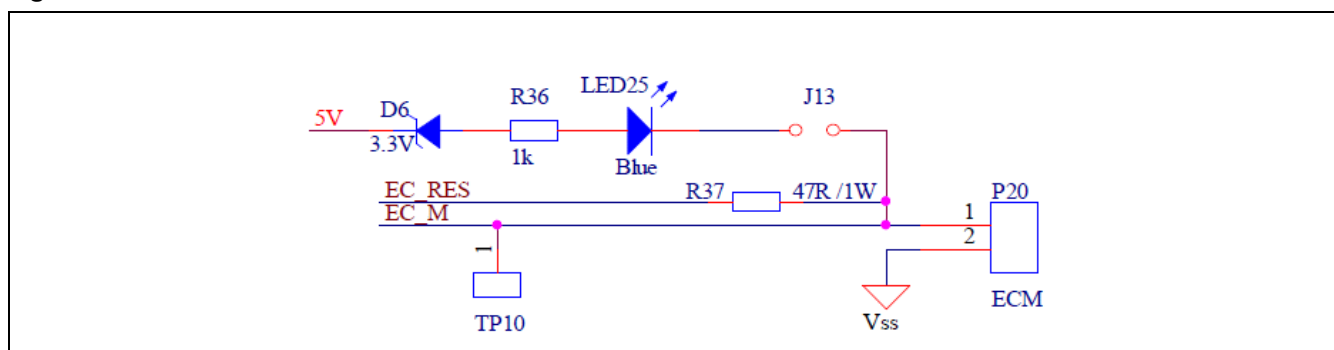 5V
D6
3.3V
R36
1k
LED25
Blue
J13
EC_RES
EC_M
R37
47R /1W
1
TP10
P20
1
2
ECM
Vss